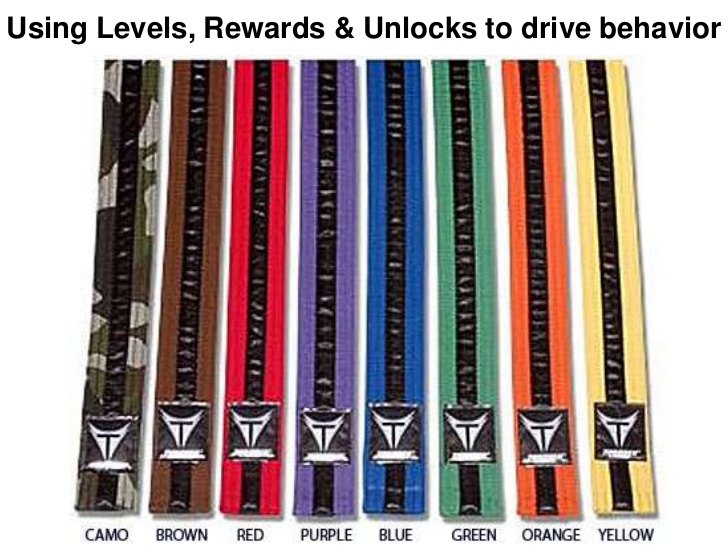 Using Levels, Rewards & Unlocks to drive behavior
CAMO BROWN RED PURPLE BLUE GREEN ORANGE YELLOW